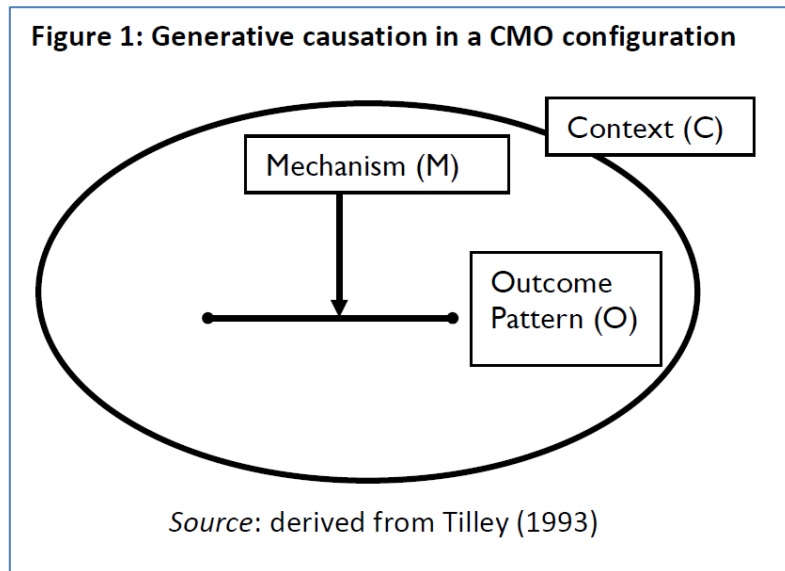 Figure 1: Generative causation in a CMO configuration
Context (C)
Mechanism (M)
Outcome
Pattern (O)
Source: derived from Tilley (1993)